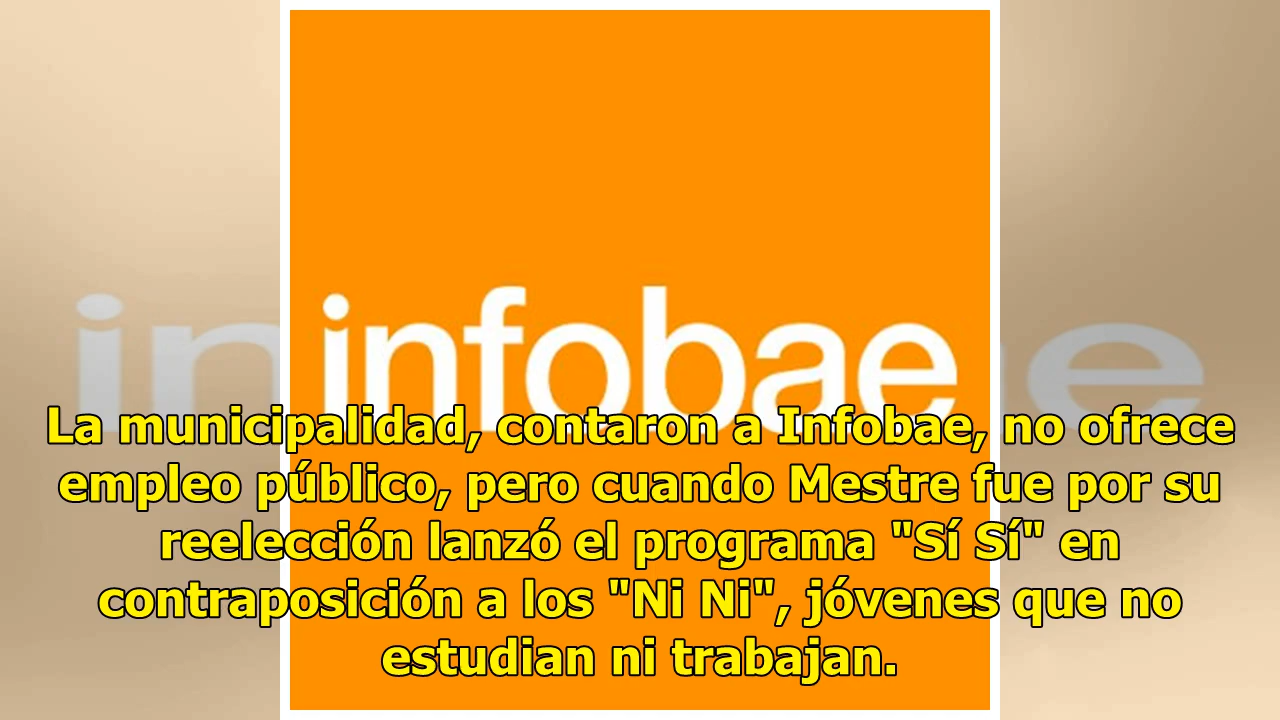 infobae
La municipalidad, contaron a Infobae, no ofrece
empleo público, pero cuando Mestre fue por su
reelección lanzó el programa "Sí Sí" en
contraposición a los "Ni Ni", jóvenes que no
estudian ni trabajan.